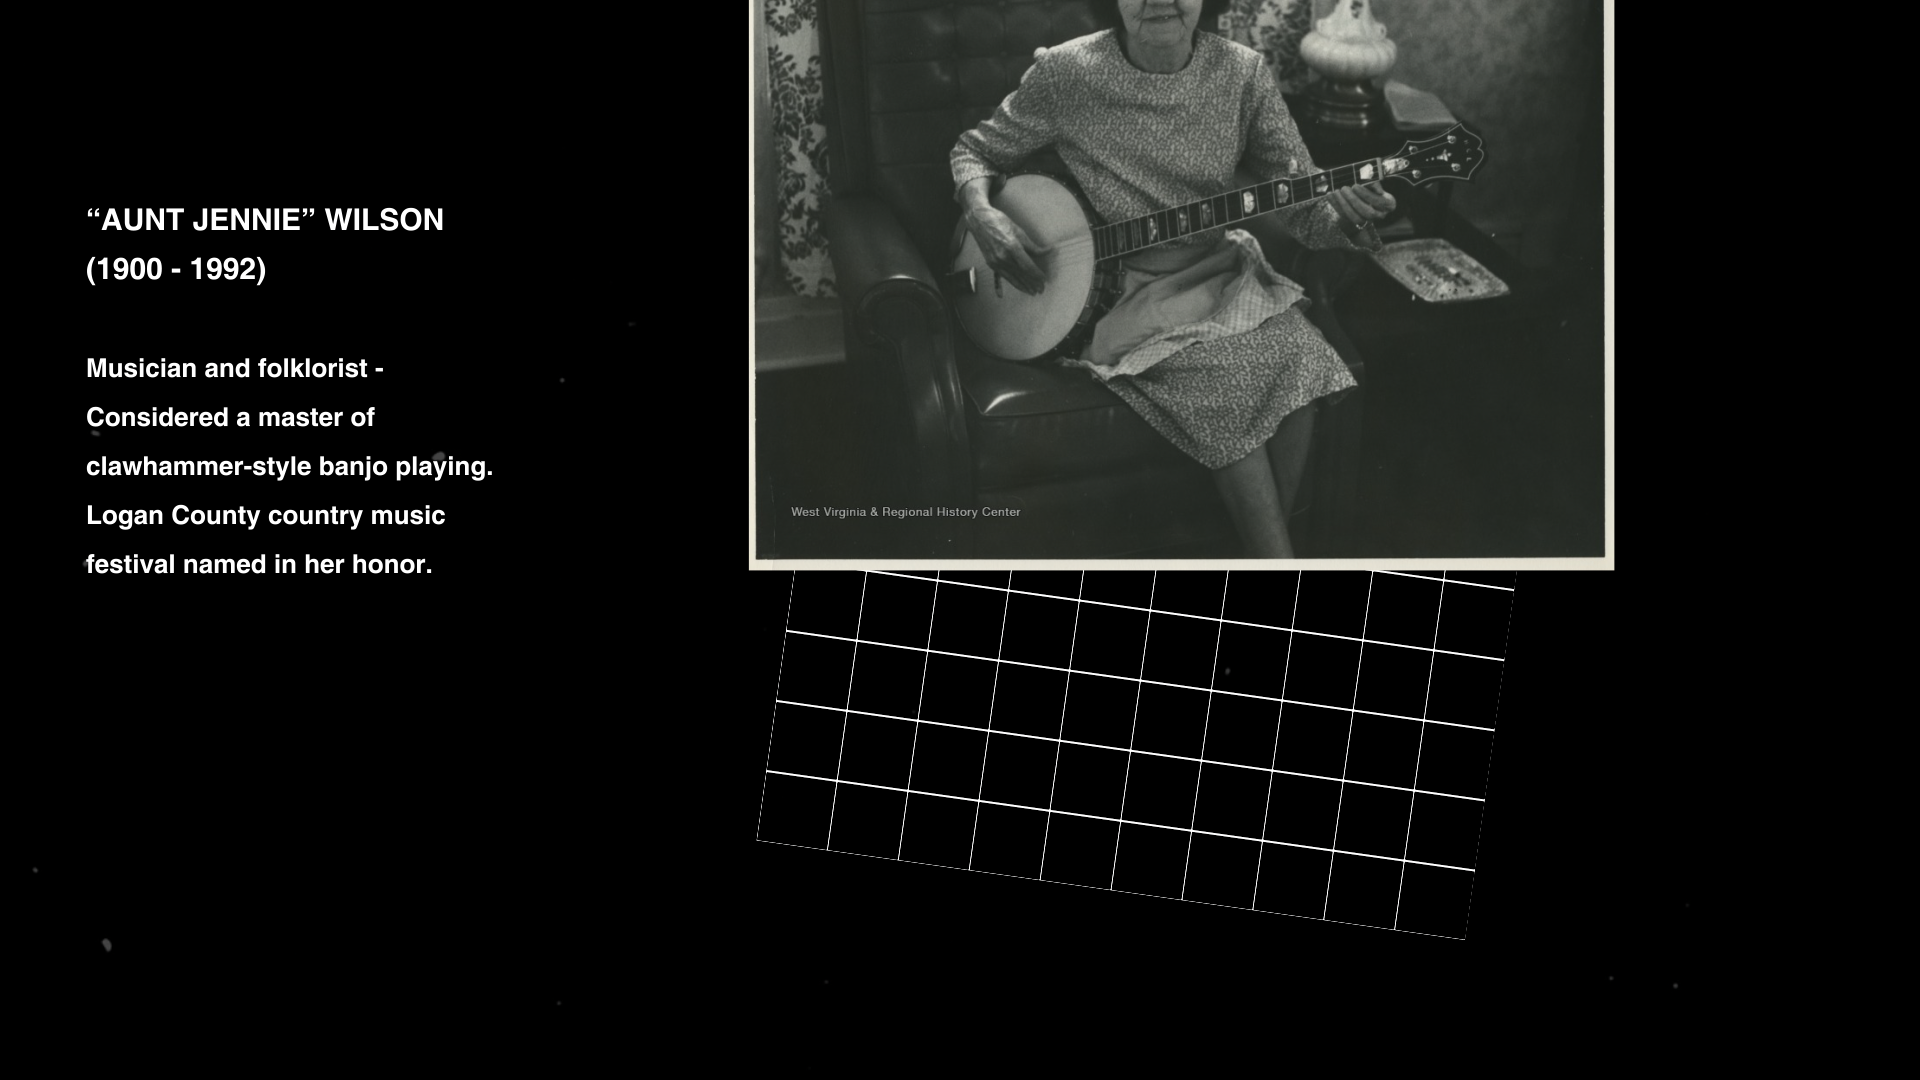 “AUNT JENNIE” WILSON
(1900 - 1992)
Musician and folklorist -
Considered a master of
clawhammer-style banjo playing.
Logan County country music
festival named in her honor.
West Virginia & Regional History Center